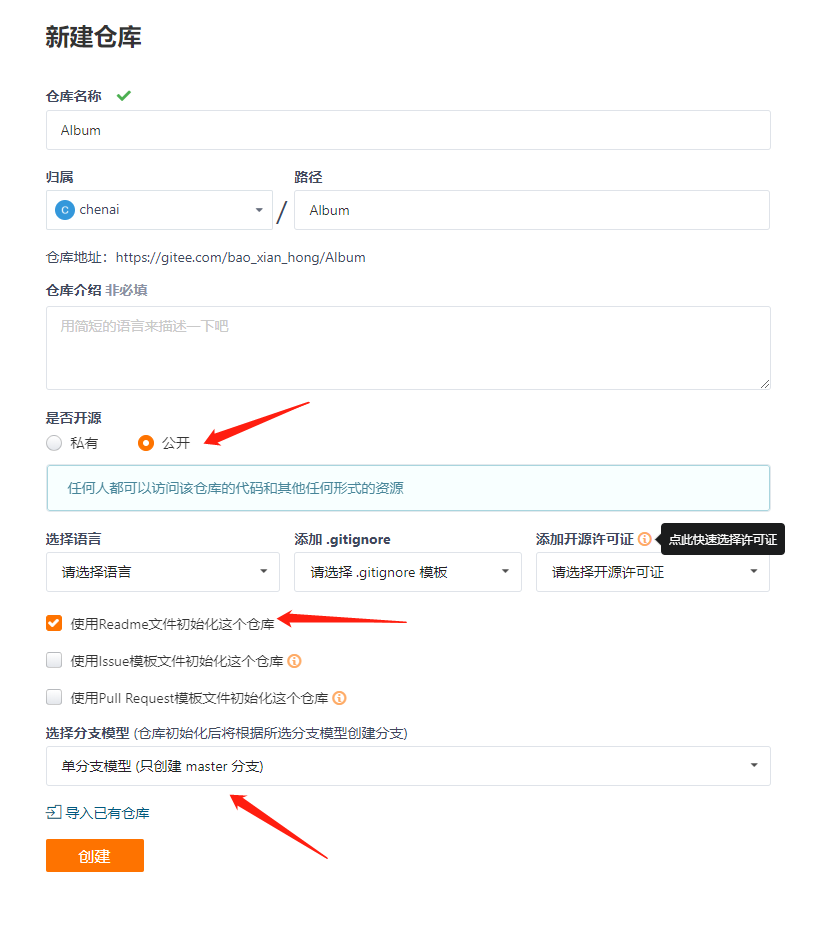 新建仓库
仓库名称
Album
归属 路径
C chenai / Album
仓库地址：https://gitee.com/bao_xian_hong/Album
仓库介绍 非必填
用简短的语言来描述一下吧
是否开源
私有 公开
任何人都可以访问该仓库的代码和其他任何形式的资源
选择语言 添加 .gitignore 添加开源许可证 点此快速选择许可证
请选择语言 请选择 .gitignore 模板 请选择开源许可证
使用Readme文件初始化这个仓库
使用Issue模板文件初始化这个仓库
使用Pull Request模板文件初始化这个仓库
选择分支模型 (仓库初始化后将根据所选分支模型创建分支)
单分支模型 (只创建 master 分支)
导入已有仓库
创建